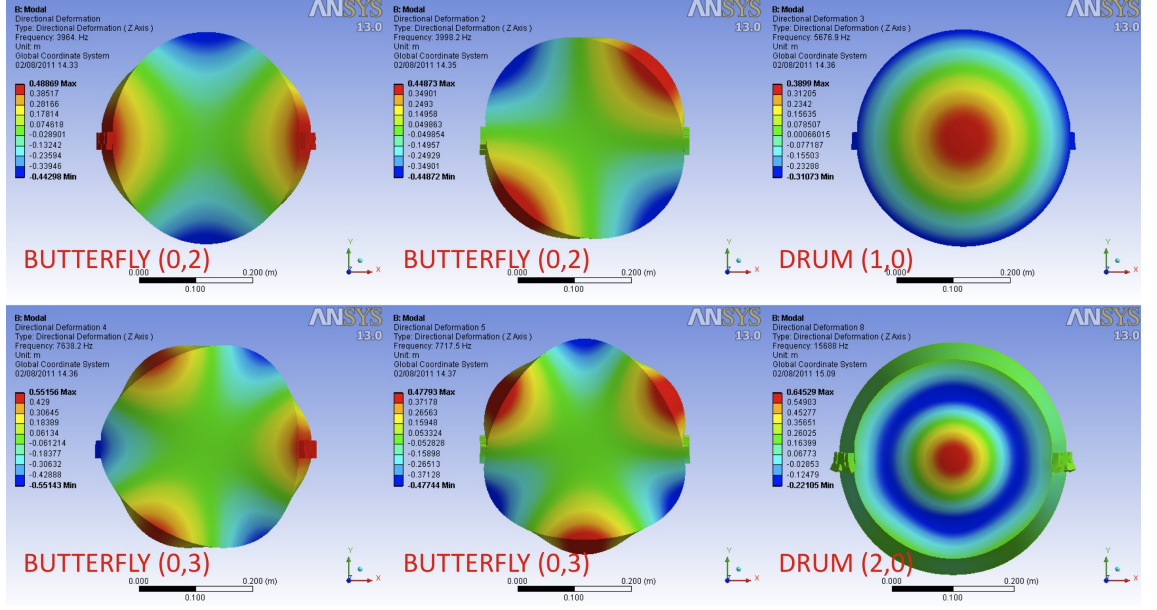 B: Modal
Directional Deformation
Type: Directional Deformation ( Z Axis )
Frequency: 3964. Hz
Unit: m
Global Coordinate System
02/08/2011 14.33
0.48869 Max
0.38517
0.28166
0.17814
0.074618
-0.028901
-0.13242
-0.23594
-0.33946
-0.44298 Min
ANSYS
13.0
BUTTERFLY (0,2)
0.000
0.200 (m)
0.100
Y
X
B: Modal
Directional Deformation 2
Type: Directional Deformation ( Z Axis )
Frequency: 3998.2 Hz
Unit: m
Global Coordinate System
02/08/2011 14.35
0.44873 Max
0.34901
0.2493
0.14958
0.049863
-0.049854
-0.14957
-0.24929
-0.34901
-0.44872 Min
ANSYS
13.0
BUTTERFLY (0,2)
0.000
0.200 (m)
0.100
Y
X
B: Modal
Directional Deformation 3
Type: Directional Deformation ( Z Axis )
Frequency: 5676.9 Hz
Unit: m
Global Coordinate System
02/08/2011 14.36
0.3899 Max
0.31205
0.2342
0.15635
0.078507
0.00066015
-0.077187
-0.15503
-0.23288
-0.31073 Min
ANSYS
13.0
DRUM (1,0)
0.000
0.200 (m)
0.100
Y
X
B: Modal
Directional Deformation 4
Type: Directional Deformation ( Z Axis )
Frequency: 7638.2 Hz
Unit: m
Global Coordinate System
02/08/2011 14.36
0.55156 Max
0.429
0.30645
0.18389
0.06134
-0.061214
-0.18377
-0.30632
-0.42888
-0.55143 Min
ANSYS
13.0
BUTTERFLY (0,3)
0.000
0.200 (m)
0.100
Y
X
B: Modal
Directional Deformation 5
Type: Directional Deformation ( Z Axis )
Frequency: 7717.5 Hz
Unit: m
Global Coordinate System
02/08/2011 14.37
0.47793 Max
0.37178
0.26563
0.15948
0.053324
-0.052828
-0.15898
-0.26513
-0.37128
-0.47744 Min
ANSYS
13.0
BUTTERFLY (0,3)
0.000
0.200 (m)
0.100
Y
X
B: Modal
Directional Deformation 8
Type: Directional Deformation ( Z Axis )
Frequency: 15688 Hz
Unit: m
Global Coordinate System
02/08/2011 15.09
0.64529 Max
0.54903
0.45277
0.35651
0.26025
0.16399
0.06773
-0.02853
-0.12479
-0.22105 Min
ANSYS
13.0
DRUM (2,0)
0.000
0.200 (m)
0.100
Y
X